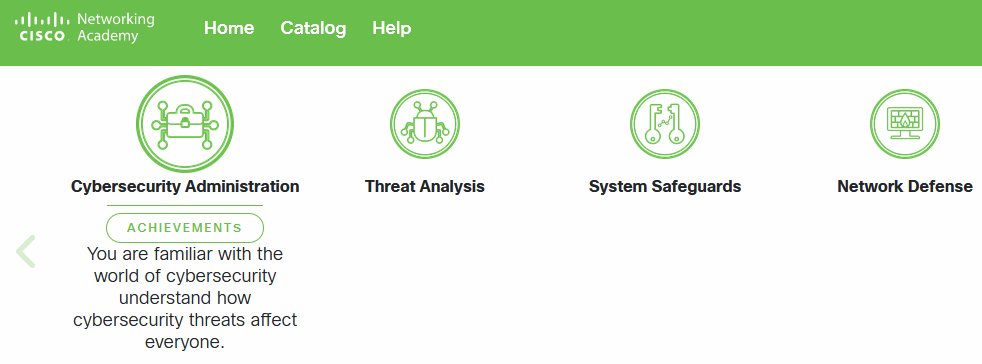 Networking
CISCO Academy
Home Catalog Help
Cybersecurity Administration
Threat Analysis
System Safeguards
Network Defense
ACHIEVEMENTS
You are familiar with the
world of cybersecurity
understand how
cybersecurity threats affect
everyone.